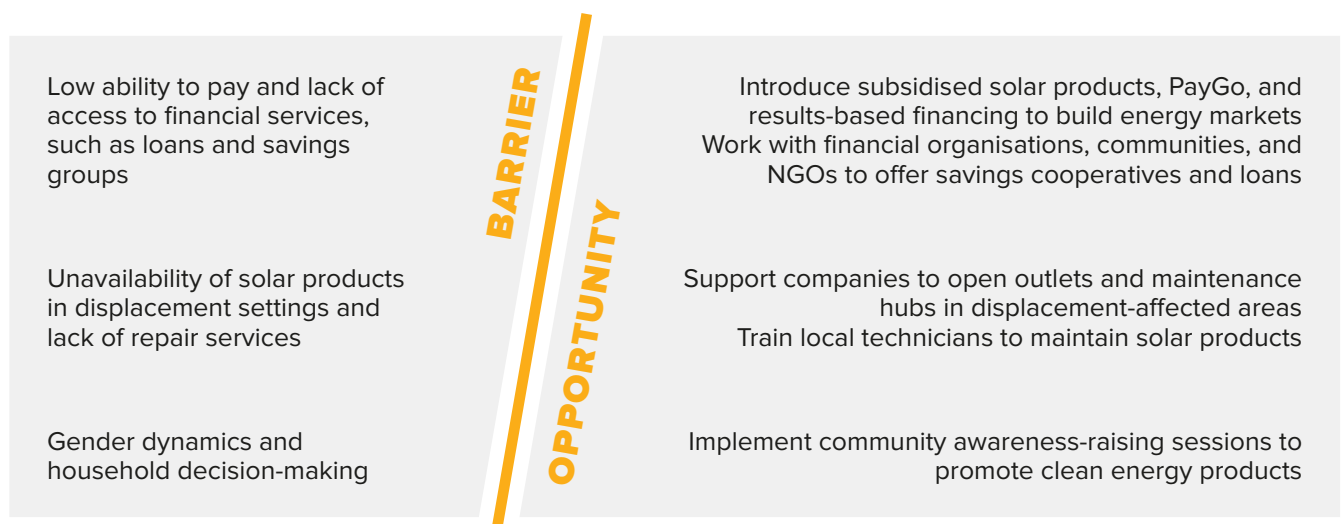 Low ability to pay and lack of
access to financial services,
such as loans and savings
groups
BARRIER
Introduce subsidised solar products, PayGo, and
results-based financing to build energy markets
Work with financial organisations, communities, and
NGOs to offer savings cooperatives and loans
Unavailability of solar products
in displacement settings and
lack of repair services
OPPORTUNITY
Support companies to open outlets and maintenance
hubs in displacement-affected areas
Train local technicians to maintain solar products
Gender dynamics and
household decision-making
Implement community awareness-raising sessions to
promote clean energy products